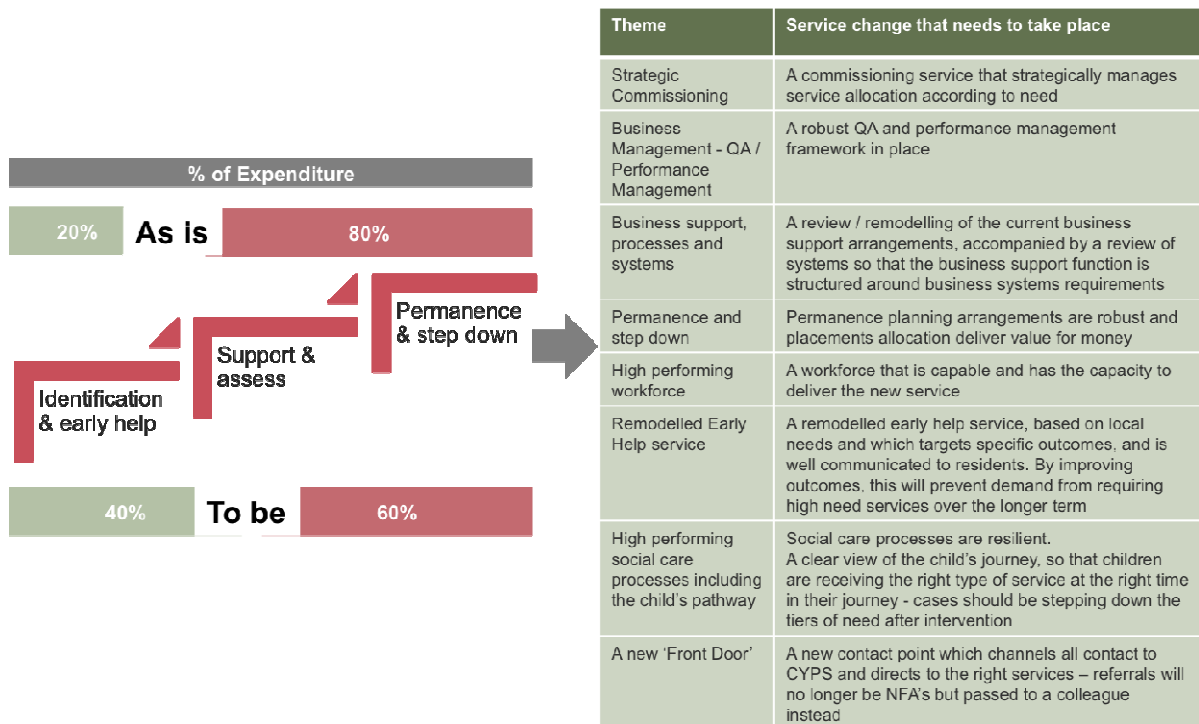 % of Expenditure
20%
As is
80%
Identification
& early help
Support &
assess
Permanence
& step down
40%
To be
60%
Theme
Service change that needs to take place
Strategic
Commissioning
A commissioning service that strategically manages
service allocation according to need
Business
Management - QA /
Performance
Management
A robust QA and performance management
framework in place
Business support,
processes and
systems
A review / remodelling of the current business
support arrangements, accompanied by a review of
systems so that the business support function is
structured around business systems requirements
Permanence and
step down
Permanence planning arrangements are robust and
placements allocation deliver value for money
High performing
workforce
A workforce that is capable and has the capacity to
deliver the new service
Remodelled Early
Help service
A remodelled early help service, based on local
needs and which targets specific outcomes, and is
well communicated to residents. By improving
outcomes, this will prevent demand from requiring
high need services over the longer term
High performing
social care
processes including
the child's pathway
Social care processes are resilient.
A clear view of the child's journey, so that children
are receiving the right type of service at the right time
in their journey - cases should be stepping down the
tiers of need after intervention
A new 'Front Door'
A new contact point which channels all contact to
CYPS and directs to the right services – referrals will
no longer be NFA's but passed to a colleague
instead